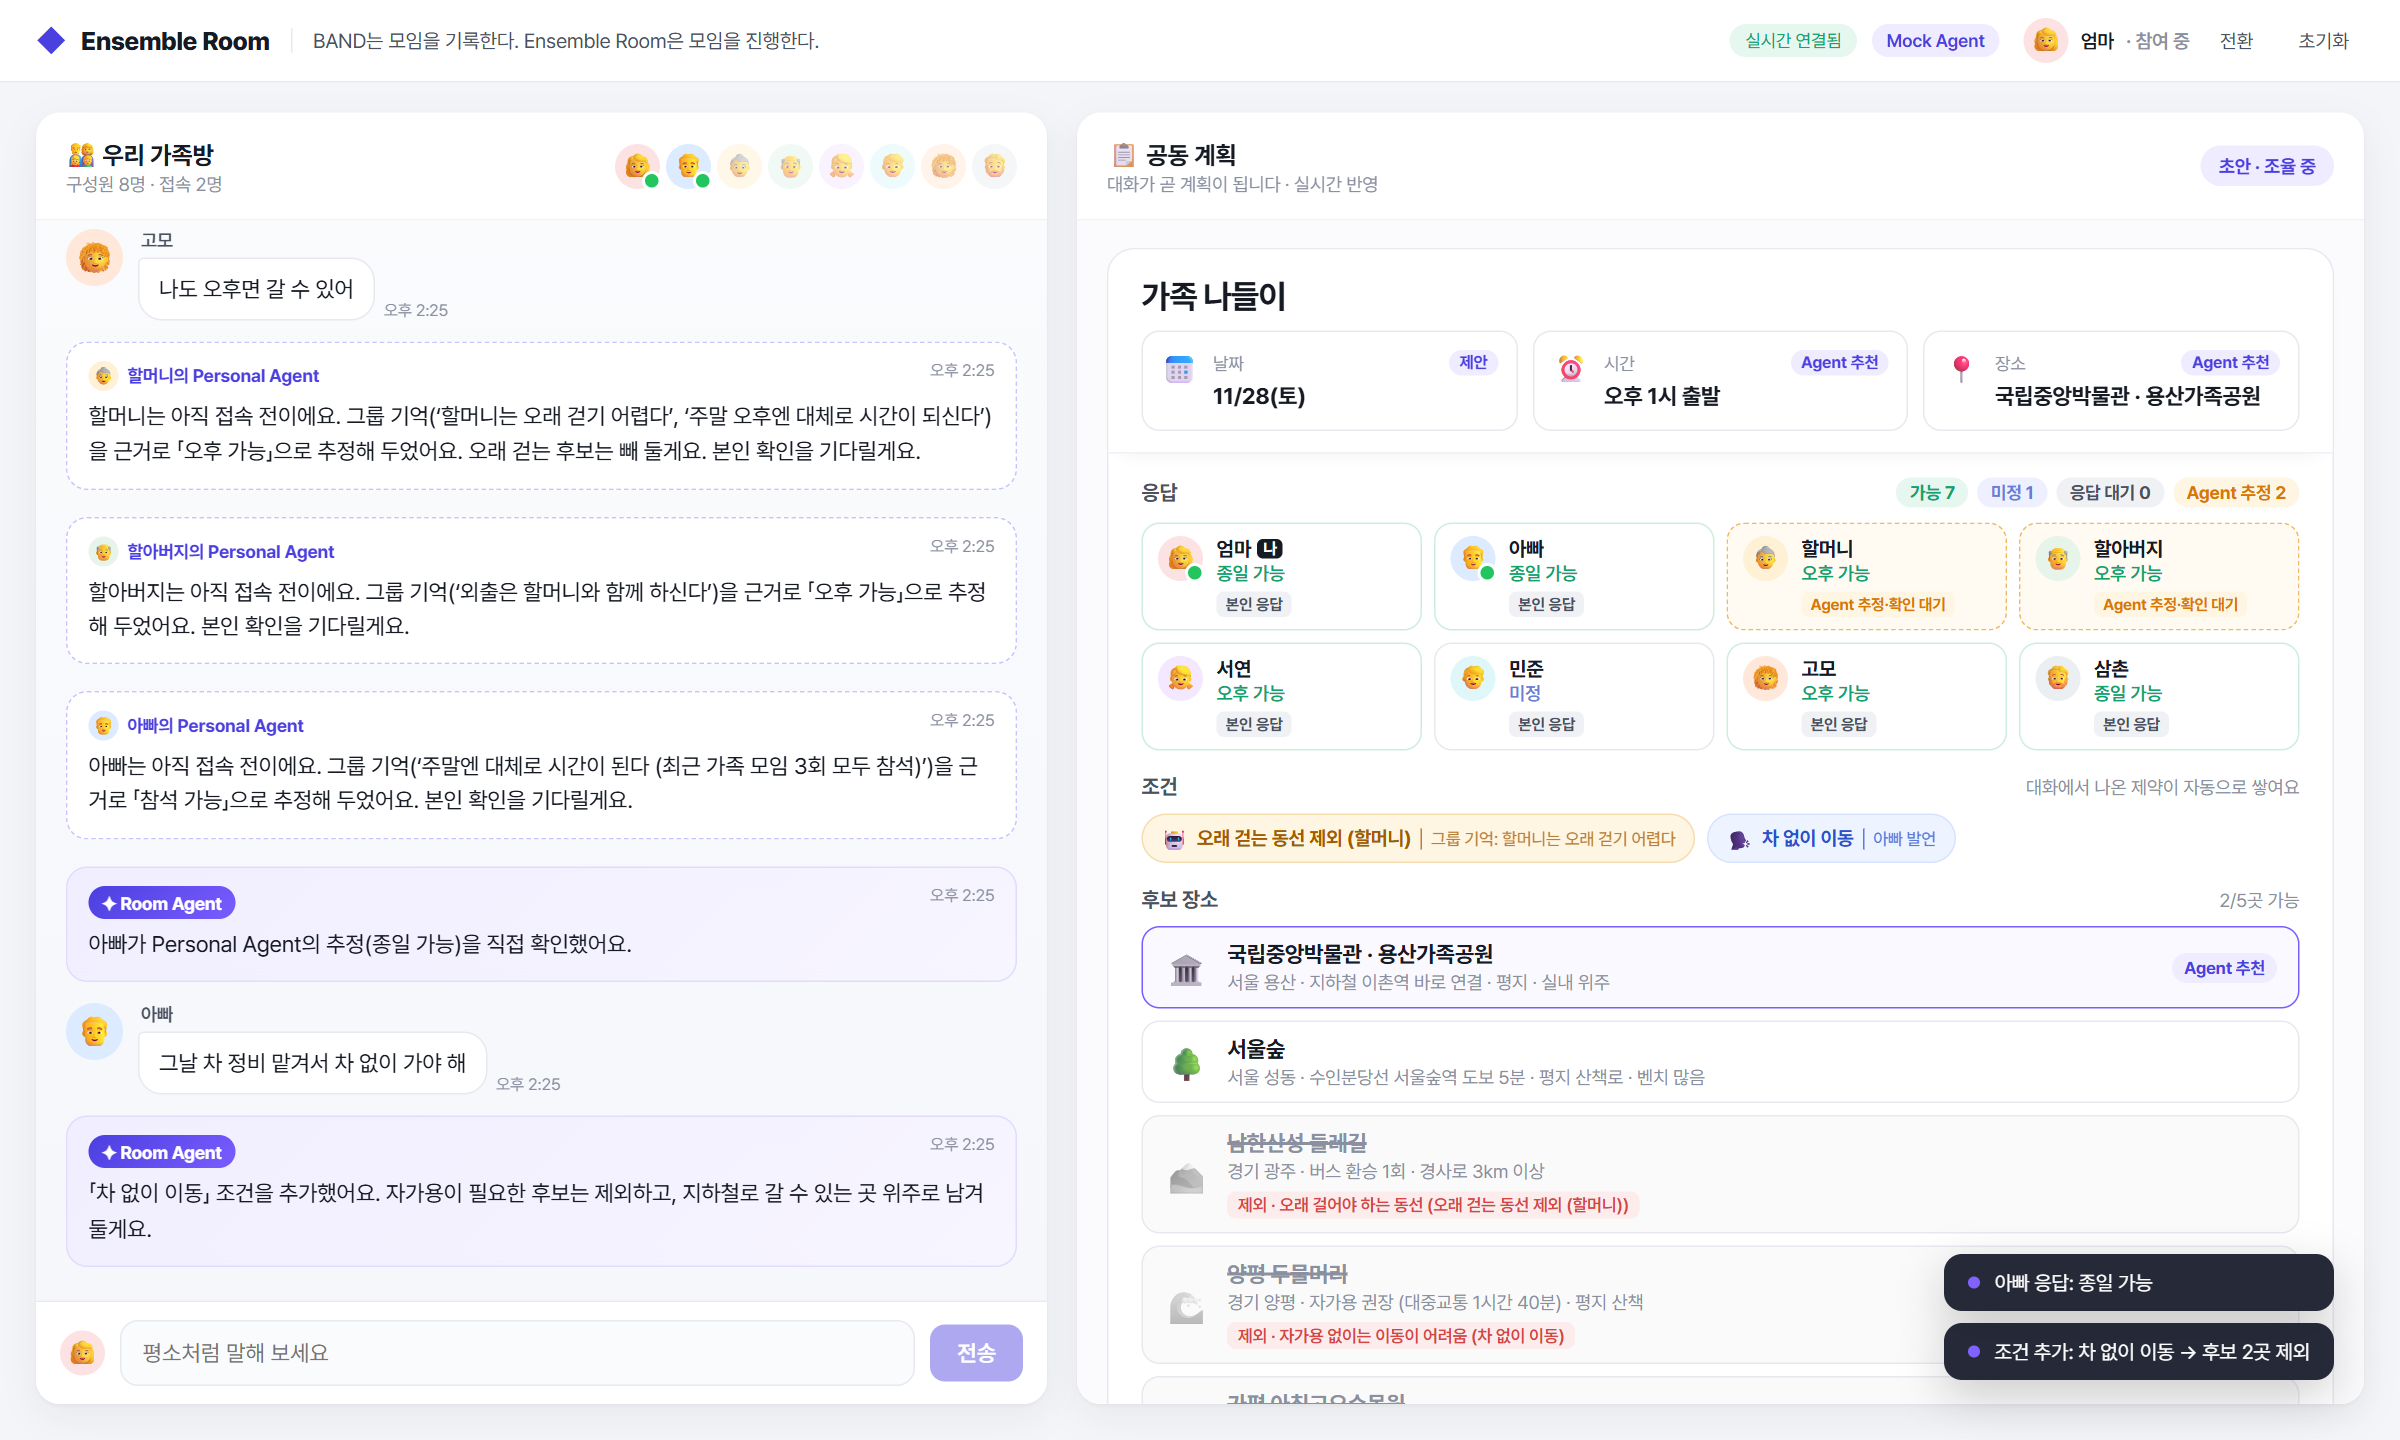 Ensemble Room
BAND는 모임을 기록한다. Ensemble Room은 모임을 진행한다.
실시간 연결됨
Mock Agent
엄마 · 참여 중
전환
초기화
우리 가족방
구성원 8명 · 접속 2명
고모
나도 오후면 갈 수 있어
오후 2:25
할머니의 Personal Agent
오후 2:25
할머니는 아직 접속 전이에요. 그룹 기억(‘할머니는 오래 걷기 어렵다’, ‘주말 오후엔 대체로 시간이 되신다’)
을 근거로 「오후 가능」으로 추정해 두었어요. 오래 걷는 후보는 빼 둘게요. 본인 확인을 기다릴게요.
할아버지의 Personal Agent
오후 2:25
할아버지는 아직 접속 전이에요. 그룹 기억(‘외출은 할머니와 함께 하신다’)을 근거로 「오후 가능」으로 추정
해 두었어요. 본인 확인을 기다릴게요.
아빠의 Personal Agent
오후 2:25
아빠는 아직 접속 전이에요. 그룹 기억(‘주말엔 대체로 시간이 된다 (최근 가족 모임 3회 모두 참석)’)을 근
거로 「참석 가능」으로 추정해 두었어요. 본인 확인을 기다릴게요.
Room Agent
오후 2:25
아빠가 Personal Agent의 추정(종일 가능)을 직접 확인했어요.
아빠
그날 차 정비 맡겨서 차 없이 가야 해
오후 2:25
Room Agent
오후 2:25
「차 없이 이동」 조건을 추가했어요. 자가용이 필요한 후보는 제외하고, 지하철로 갈 수 있는 곳 위주로 남겨
둘게요.
평소처럼 말해 보세요
전송
공동 계획
대화가 곧 계획이 됩니다 · 실시간 반영
초안 · 조율 중
가족 나들이
날짜
제안
11/28(토)
시간
Agent 추천
오후 1시 출발
장소
Agent 추천
국립중앙박물관 · 용산가족공원
응답
가능 7
미정 1
응답 대기 0
Agent 추정 2
엄마 나
종일 가능
본인 응답
아빠
종일 가능
본인 응답
할머니
오후 가능
Agent 추정·확인 대기
할아버지
오후 가능
Agent 추정·확인 대기
서연
오후 가능
본인 응답
민준
미정
본인 응답
고모
오후 가능
본인 응답
삼촌
종일 가능
본인 응답
조건
대화에서 나온 제약이 자동으로 쌓여요
오래 걷는 동선 제외 (할머니) | 그룹 기억: 할머니는 오래 걷기 어렵다
차 없이 이동 | 아빠 발언
후보 장소
2/5곳 가능
국립중앙박물관 · 용산가족공원
서울 용산 · 지하철 이촌역 바로 연결 · 평지 · 실내 위주
Agent 추천
서울숲
서울 성동 · 수인분당선 서울숲역 도보 5분 · 평지 산책로 · 벤치 많음
남한산성 둘레길
경기 광주 · 버스 환승 1회 · 경사로 3km 이상
제외 · 오래 걸어야 하는 동선 (오래 걷는 동선 제외 (할머니))
양평 두물머리
경기 양평 · 자가용 권장 (대중교통 1시간 40분) · 평지 산책
제외 · 자가용 없이는 이동이 어려움 (차 없이 이동)
가평 아침고요수목원
아빠 응답: 종일 가능
조건 추가: 차 없이 이동 → 후보 2곳 제외